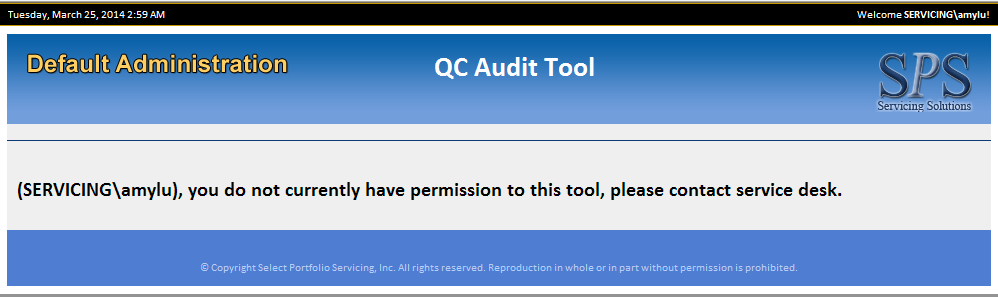 Tuesday, March 25, 2014 2:59 AM
Welcome SERVICING\amylu!
Default Administration
QC Audit Tool
SPS
Servicing Solutions
(SERVICING\amylu), you do not currently have permission to this tool, please contact service desk.
© Copyright Select Portfolio Servicing, Inc. All rights reserved. Reproduction in whole or in part without permission is prohibited.